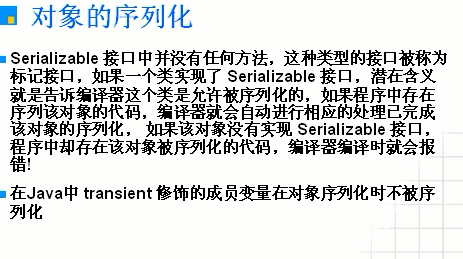 对象的序列化
Serializable 接口中并没有任何方法，这种类型的接口被称为
标记接口，如果一个类实现了 Serializable 接口，潜在含义
就是告诉编译器这个类是允许被序列化的，如果程序中存在
序列该对象的代码，编译器就会自动进行相应的处理已完成
该对象的序列化， 如果该对象没有实现 Serializable 接口，
程序中却存在该对象被序列化的代码，编译器编译时就会报
错!
在Java中 transient 修饰的成员变量在对象序列化时不被序
列化